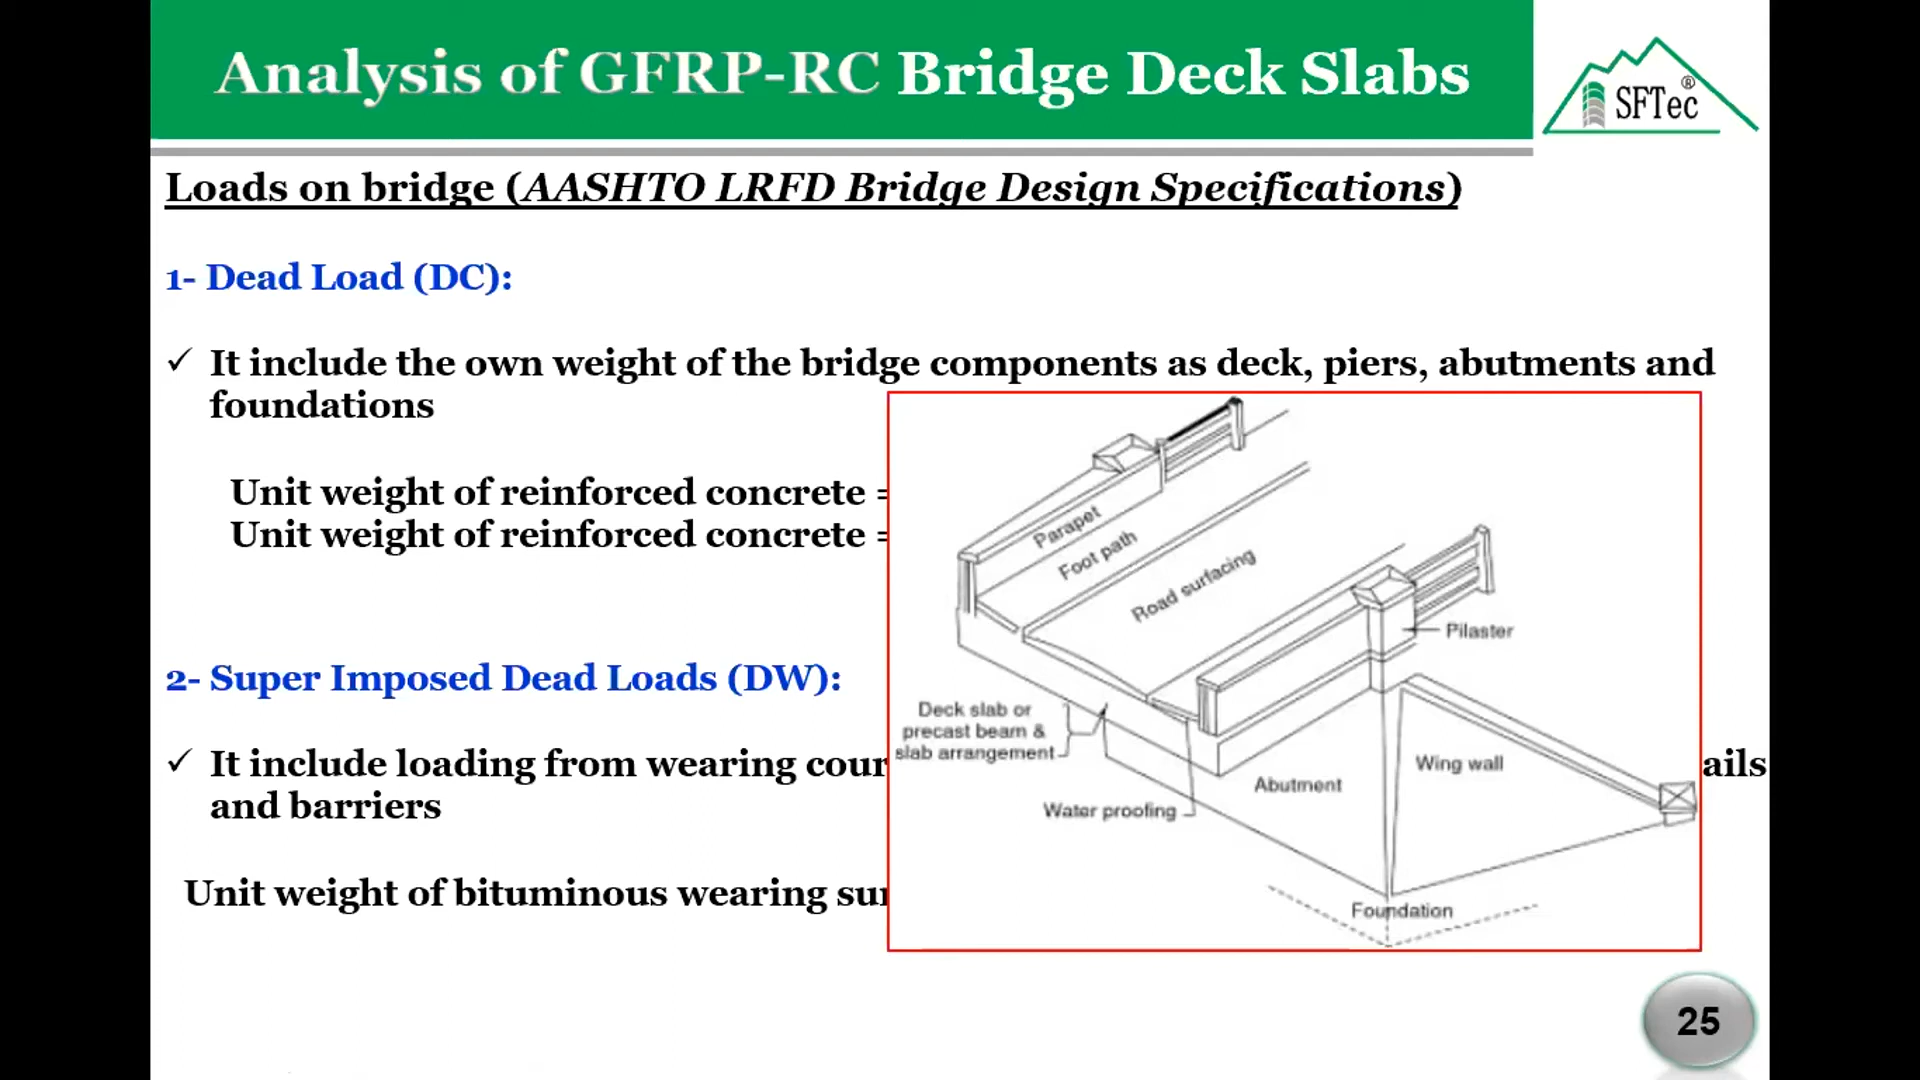 Analysis of GFRP-RC Bridge Deck Slabs
SFTec®
Loads on bridge (AASHTO LRFD Bridge Design Specifications)
1- Dead Load (DC):
✓ It include the own weight of the bridge components as deck, piers, abutments and
foundations
Unit weight of reinforced concrete =
Unit weight of reinforced concrete =
2- Super Imposed Dead Loads (DW):
✓ It include loading from wearing cour ails
and barriers
Unit weight of bituminous wearing sur
Parapet
Foot path
Road surfacing
Pilaster
Deck slab or
precast beam &
slab arrangement
Wing wall
Abutment
Water proofing
Foundation
25